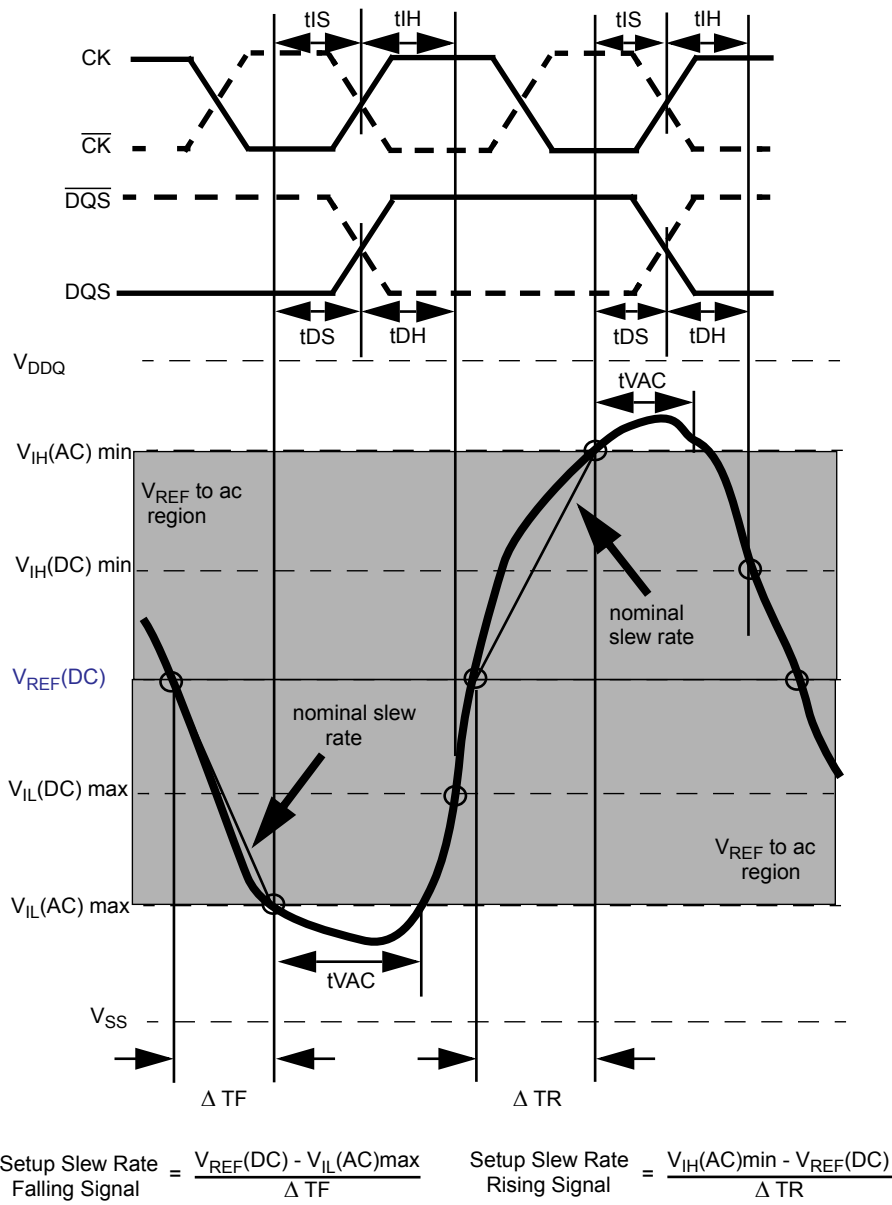 tIS tIH tIS tIH
CK
CK
DQS
DQS
tDS tDH tDS tDH
VDDQ
tVAC
VIH(AC) min
VREF to ac
region
VIH(DC) min
nominal
slew rate
VREF(DC)
nominal slew
rate
VIL(DC) max
VREF to ac
region
VIL(AC) max
tVAC
VSS
Δ TF Δ TR
Setup Slew Rate = VREF(DC) - VIL(AC)max Setup Slew Rate = VIH(AC)min - VREF(DC)
Falling Signal Δ TF Rising Signal Δ TR